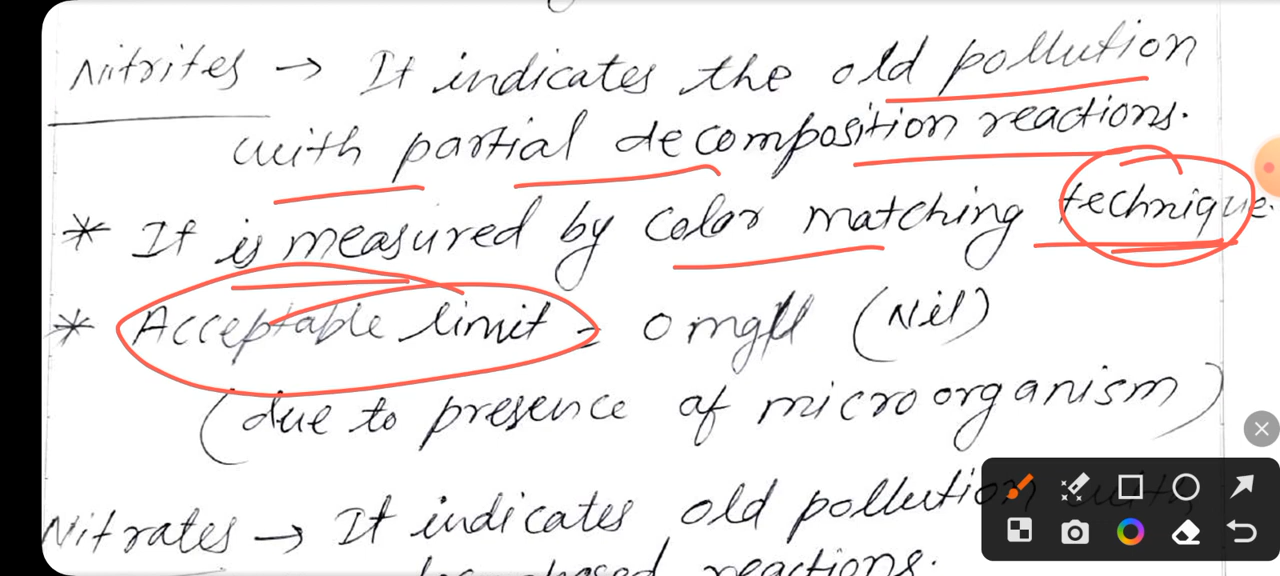 Nitrites → It indicates the old pollution
with partial decomposition reactions.
* It is measured by color matching technique.
* Acceptable limit = 0 mg/l (Nil)
(due to presence of microorganism)
Nitrates → It indicates old pollution with
reactions.